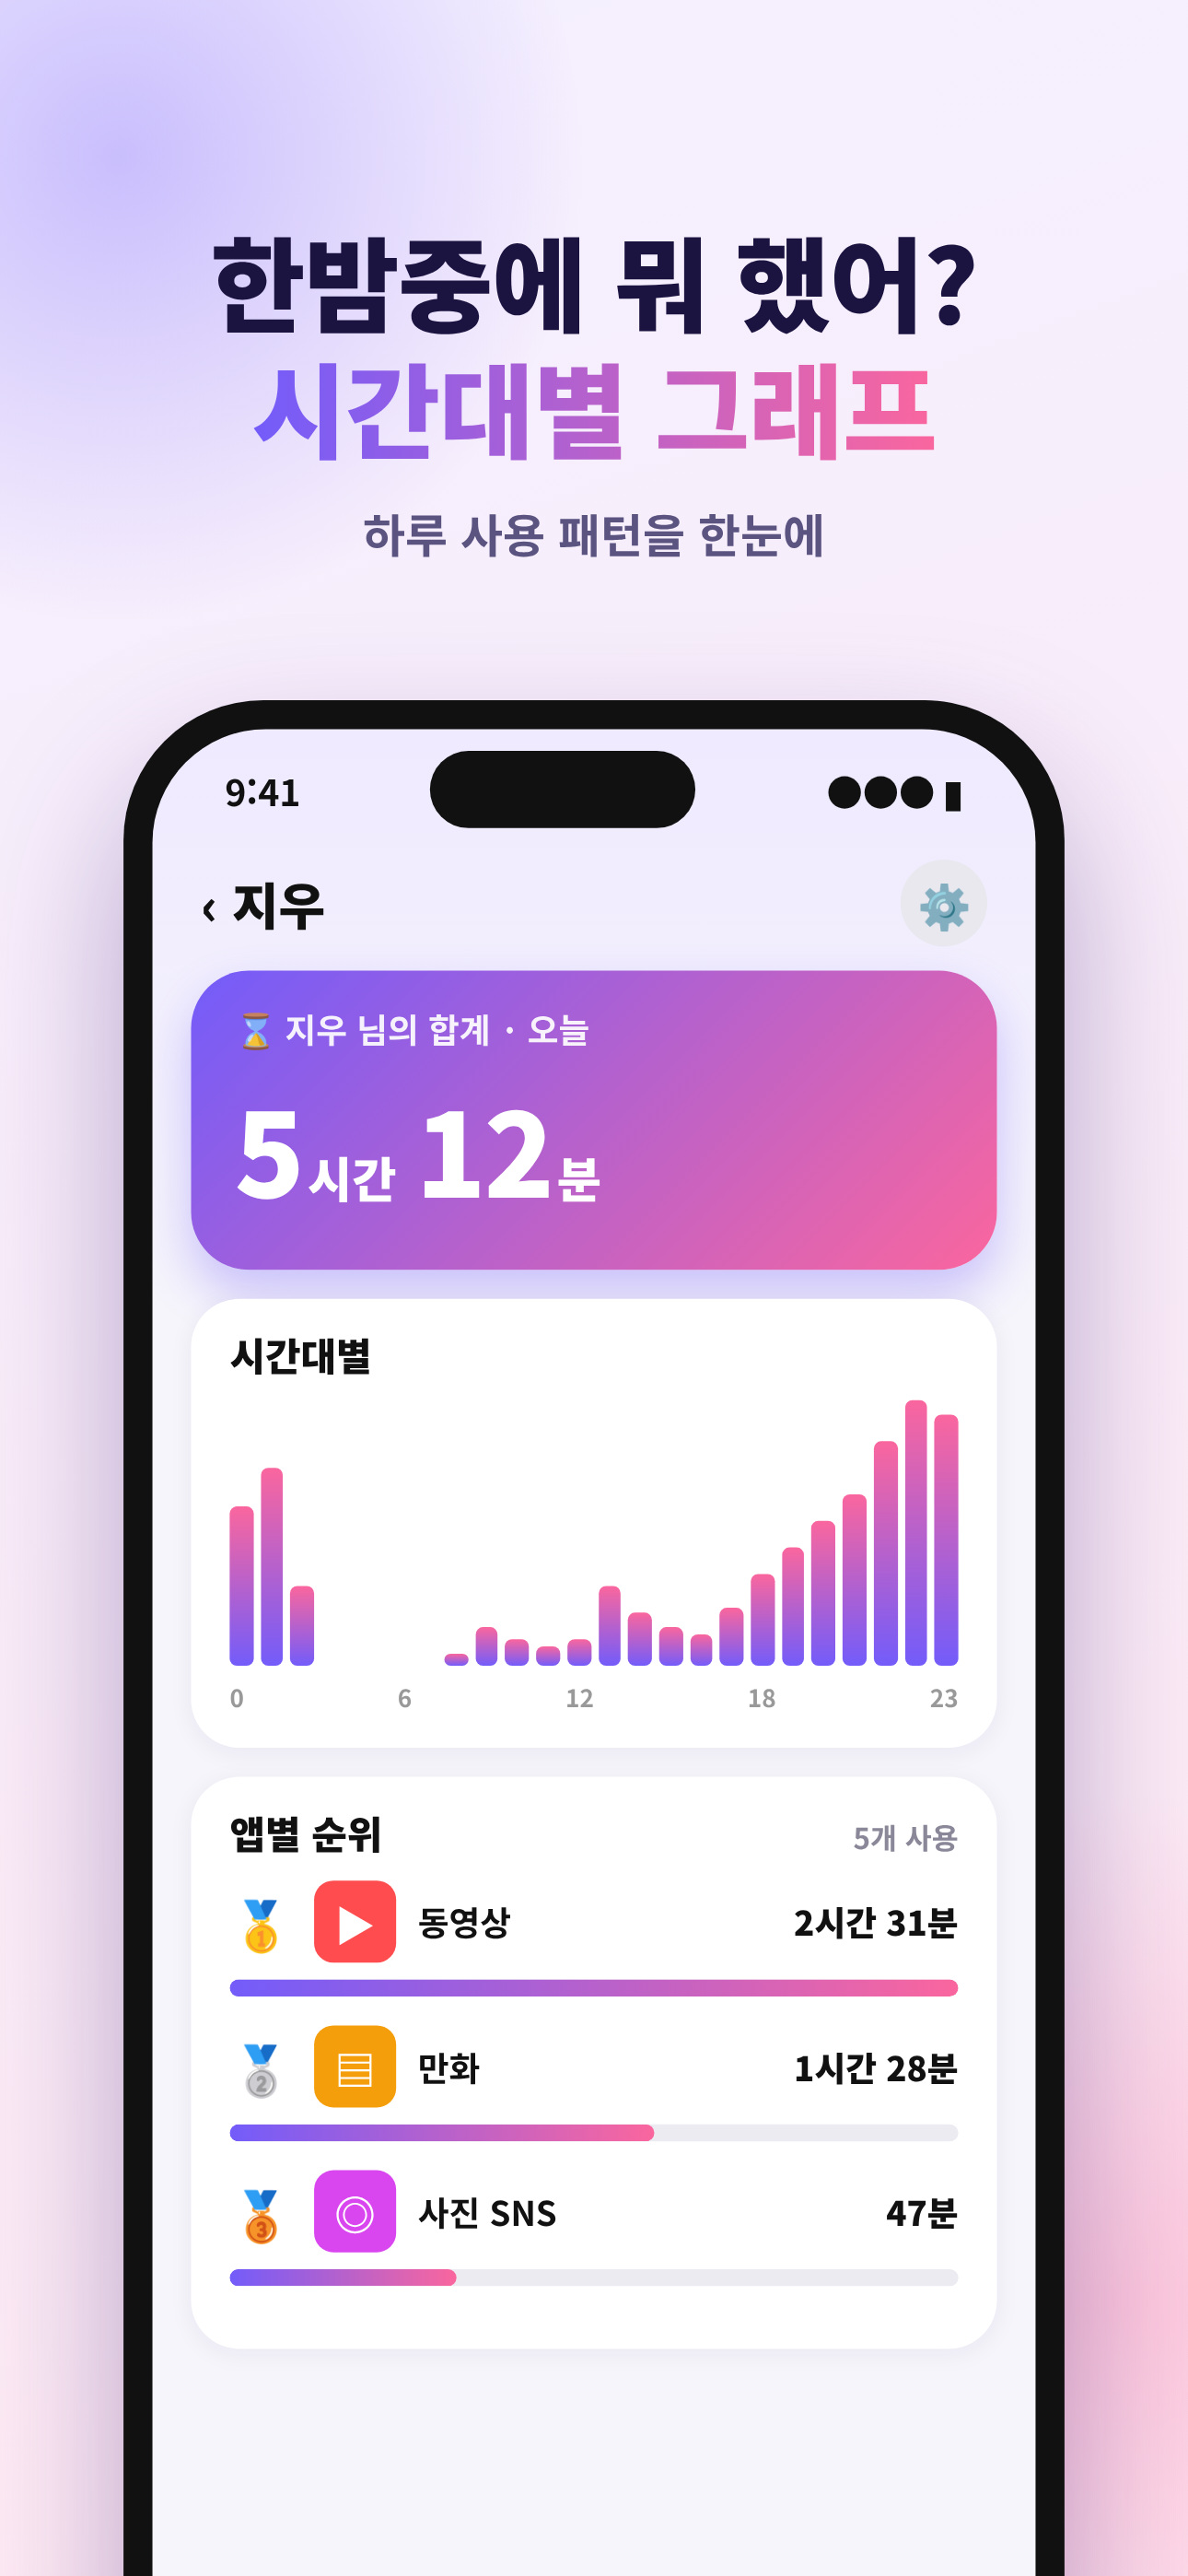 한밤중에 뭐 했어?
시간대별 그래프
하루 사용 패턴을 한눈에
9:41
‹ 지우
지우 님의 합계 · 오늘
5시간 12분
시간대별
0 6 12 18 23
앱별 순위 5개 사용
1 동영상 2시간 31분
2 만화 1시간 28분
3 사진 SNS 47분